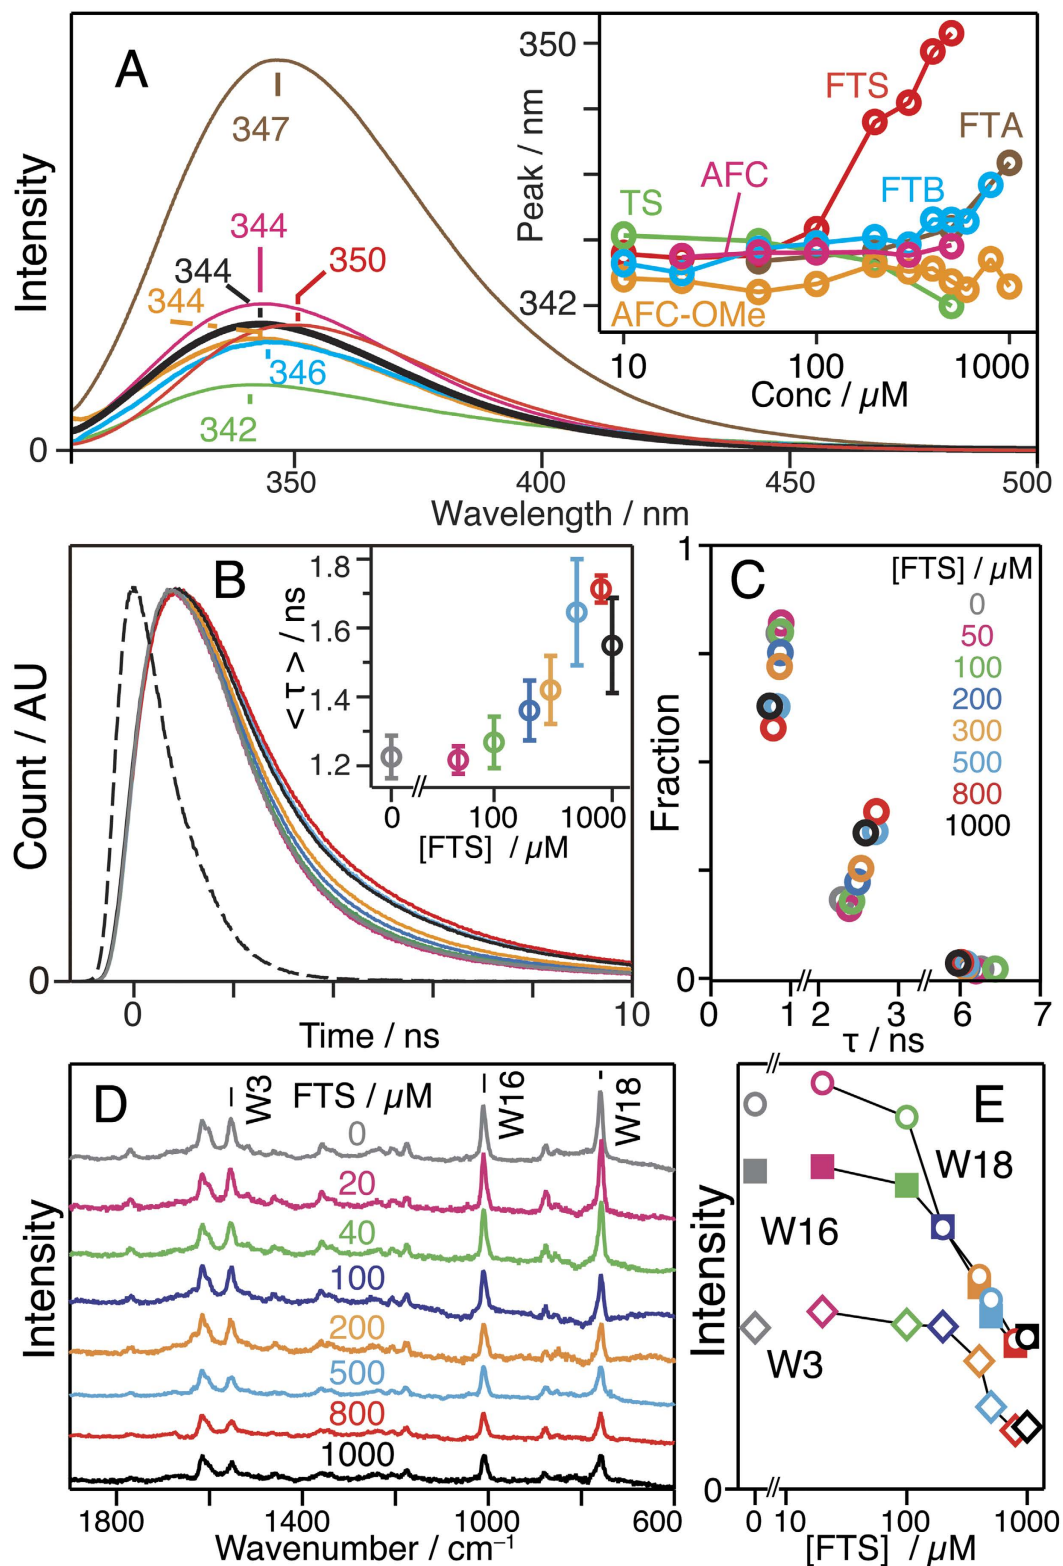 A
347
344
344
350
344
346
342
Intensity
0
350
400
450
500
Wavelength / nm
350
342
Peak / nm
FTS
FTA
AFC
FTB
TS
AFC-OMe
10
100
1000
Conc / µM
B
Count / AU
0
0
10
Time / ns
1.8
1.6
1.4
1.2
< τ > / ns
0
100
1000
[FTS] / µM
C
1
Fraction
0
[FTS] / µM
0
50
100
200
300
500
800
1000
0
1
2
3
6
7
τ / ns
D
W3
FTS / µM
W16
W18
0
20
40
100
200
500
800
1000
Intensity
1800
1400
1000
600
Wavenumber / cm⁻¹
E
W18
W16
W3
Intensity
0
0
10
100
1000
[FTS] / µM